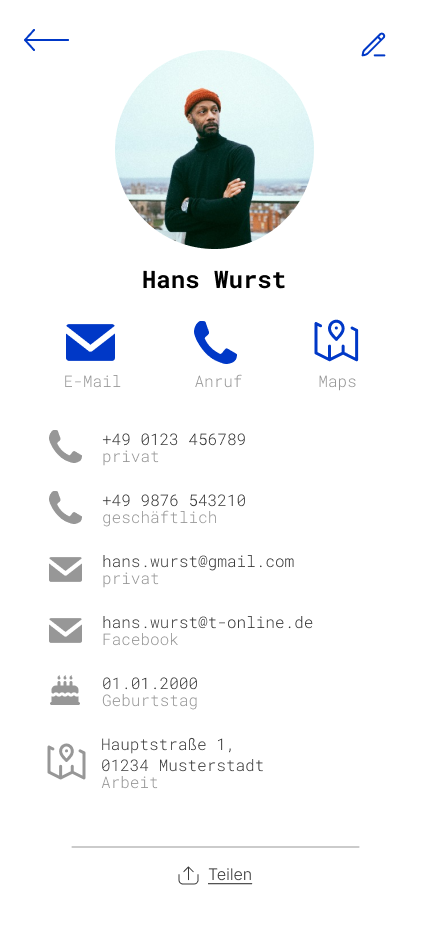 Hans Wurst
E-Mail
Anruf
Maps
+49 0123 456789
privat
+49 9876 543210
geschäftlich
hans.wurst@gmail.com
privat
hans.wurst@t-online.de
Facebook
01.01.2000
Geburtstag
Hauptstraße 1,
01234 Musterstadt
Arbeit
Teilen